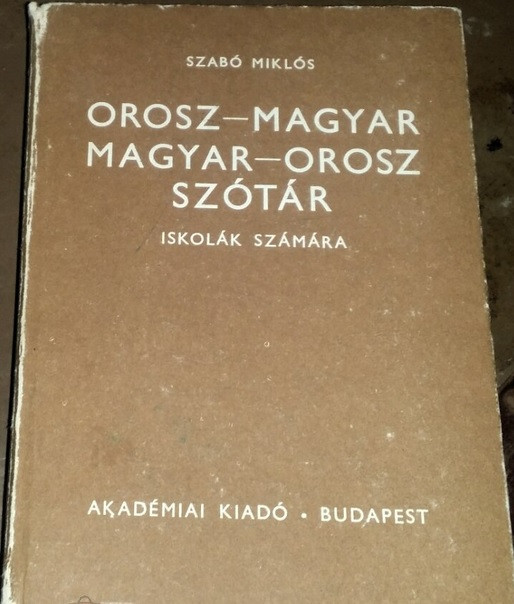 SZABÓ MIKLÓS
OROSZ–MAGYAR
MAGYAR–OROSZ
SZÓTÁR
ISKOLÁK SZÁMÁRA
AKADÉMIAI KIADÓ • BUDAPEST